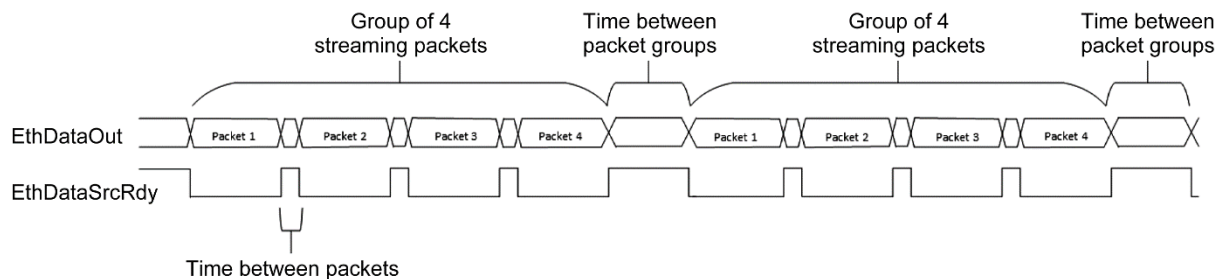 Group of 4
streaming packets
Time between
packet groups
Group of 4
streaming packets
Time between
packet groups
EthDataOut
Packet 1
Packet 2
Packet 3
Packet 4
Packet 1
Packet 2
Packet 3
Packet 4
EthDataSrcRdy
Time between packets